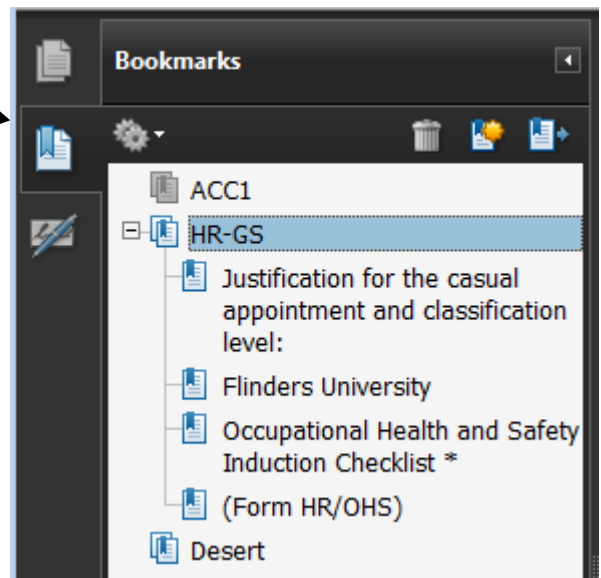 Bookmarks
ACC1
HR-GS
Justification for the casual
appointment and classification
level:
Flinders University
Occupational Health and Safety
Induction Checklist *
(Form HR/OHS)
Desert